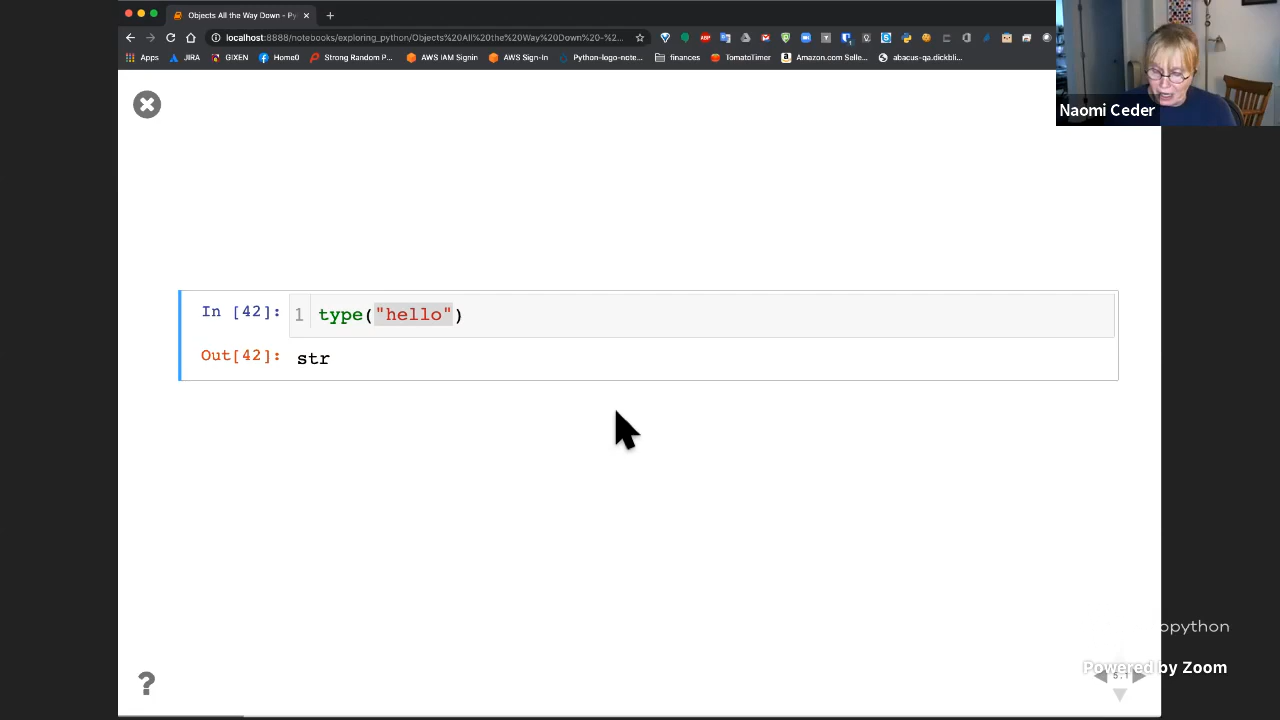 Objects All the Way Down - Py
localhost:8888/notebooks/exploring_python/Objects%20All%20the%20Way%20Down%20-%2...
Apps JIRA GIXEN Home0 Strong Random P... AWS IAM Signin AWS Sign-In Python-logo-note... finances TomatoTimer Amazon.com Selle... abacus-qa.dickbli...
Naomi Ceder
In [42]: 1 type("hello")
Out[42]: str
opython
Powered by Zoom
5.1
?